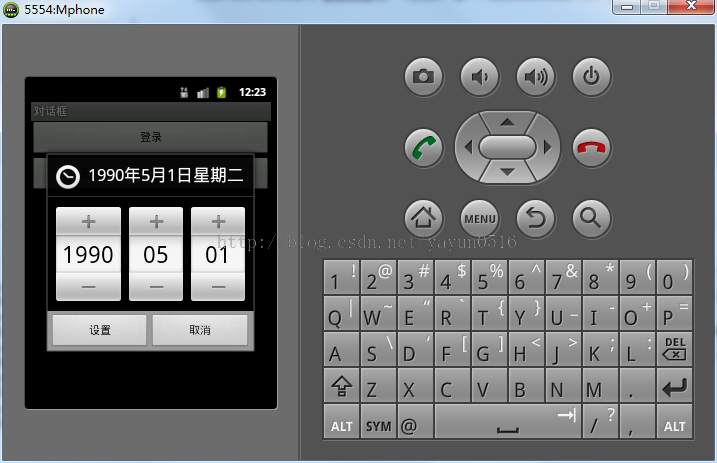 5554:Mphone
12:23
对话框
登录
1990年5月1日星期二
+ + +
1990 05 01
- - -
设置 取消
http://blog.csdn.net/yayun0516
MENU
1 ! 2 @ 3 # 4 $ 5 % 6 ^ 7 & 8 * 9 ( 0 )
Q | W ~ E “ R ` T { Y } U _ I - O + P =
A S \ D ‘ F [ G ] H < J > K ; L : DEL
Z X C V B N M .
ALT SYM @ / ? , ALT